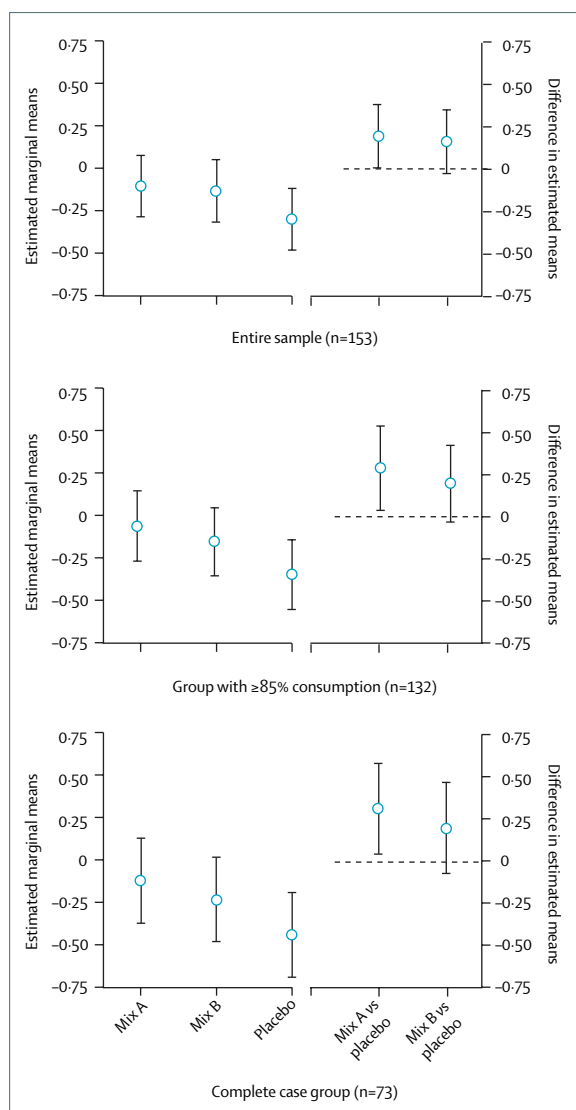 0·75
0·50
0·25
0
–0·25
–0·50
–0·75
Estimated marginal means
0·75
0·50
0·25
0
–0·25
–0·50
–0·75
Difference in estimated means
Entire sample (n=153)
0·75
0·50
0·25
0
–0·25
–0·50
–0·75
Estimated marginal means
0·75
0·50
0·25
0
–0·25
–0·50
–0·75
Difference in estimated means
Group with ≥85% consumption (n=132)
0·75
0·50
0·25
0
–0·25
–0·50
–0·75
Estimated marginal means
0·75
0·50
0·25
0
–0·25
–0·50
–0·75
Difference in estimated means
Mix A
Mix B
Placebo
Mix A vs
placebo
Mix B vs
placebo
Complete case group (n=73)